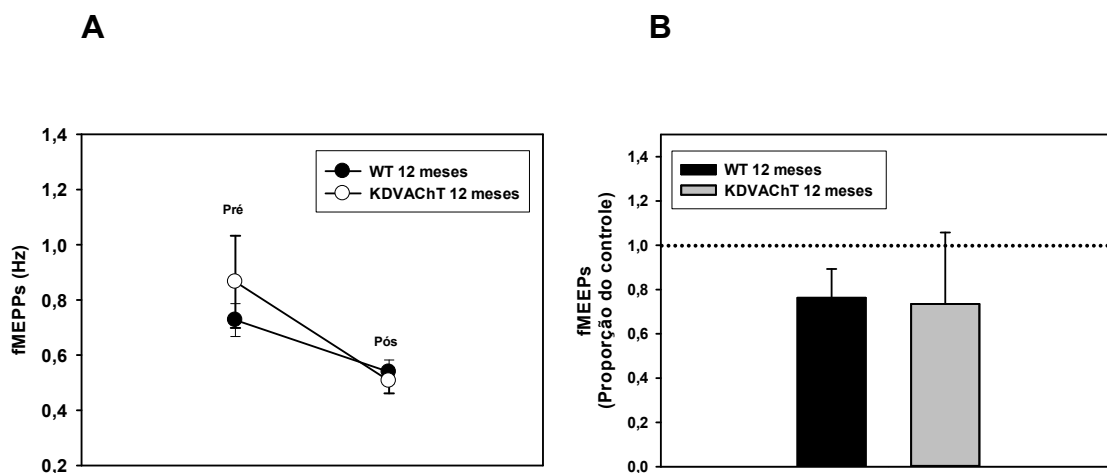 A
B
1,4
1,2
1,0
0,8
0,6
0,4
0,2
fMEPPs (Hz)
WT 12 meses
KDVAChT 12 meses
Pré
Pós
1,4
1,2
1,0
0,8
0,6
0,4
0,2
0,0
fMEEPs
(Proporção do controle)
WT 12 meses
KDVAChT 12 meses